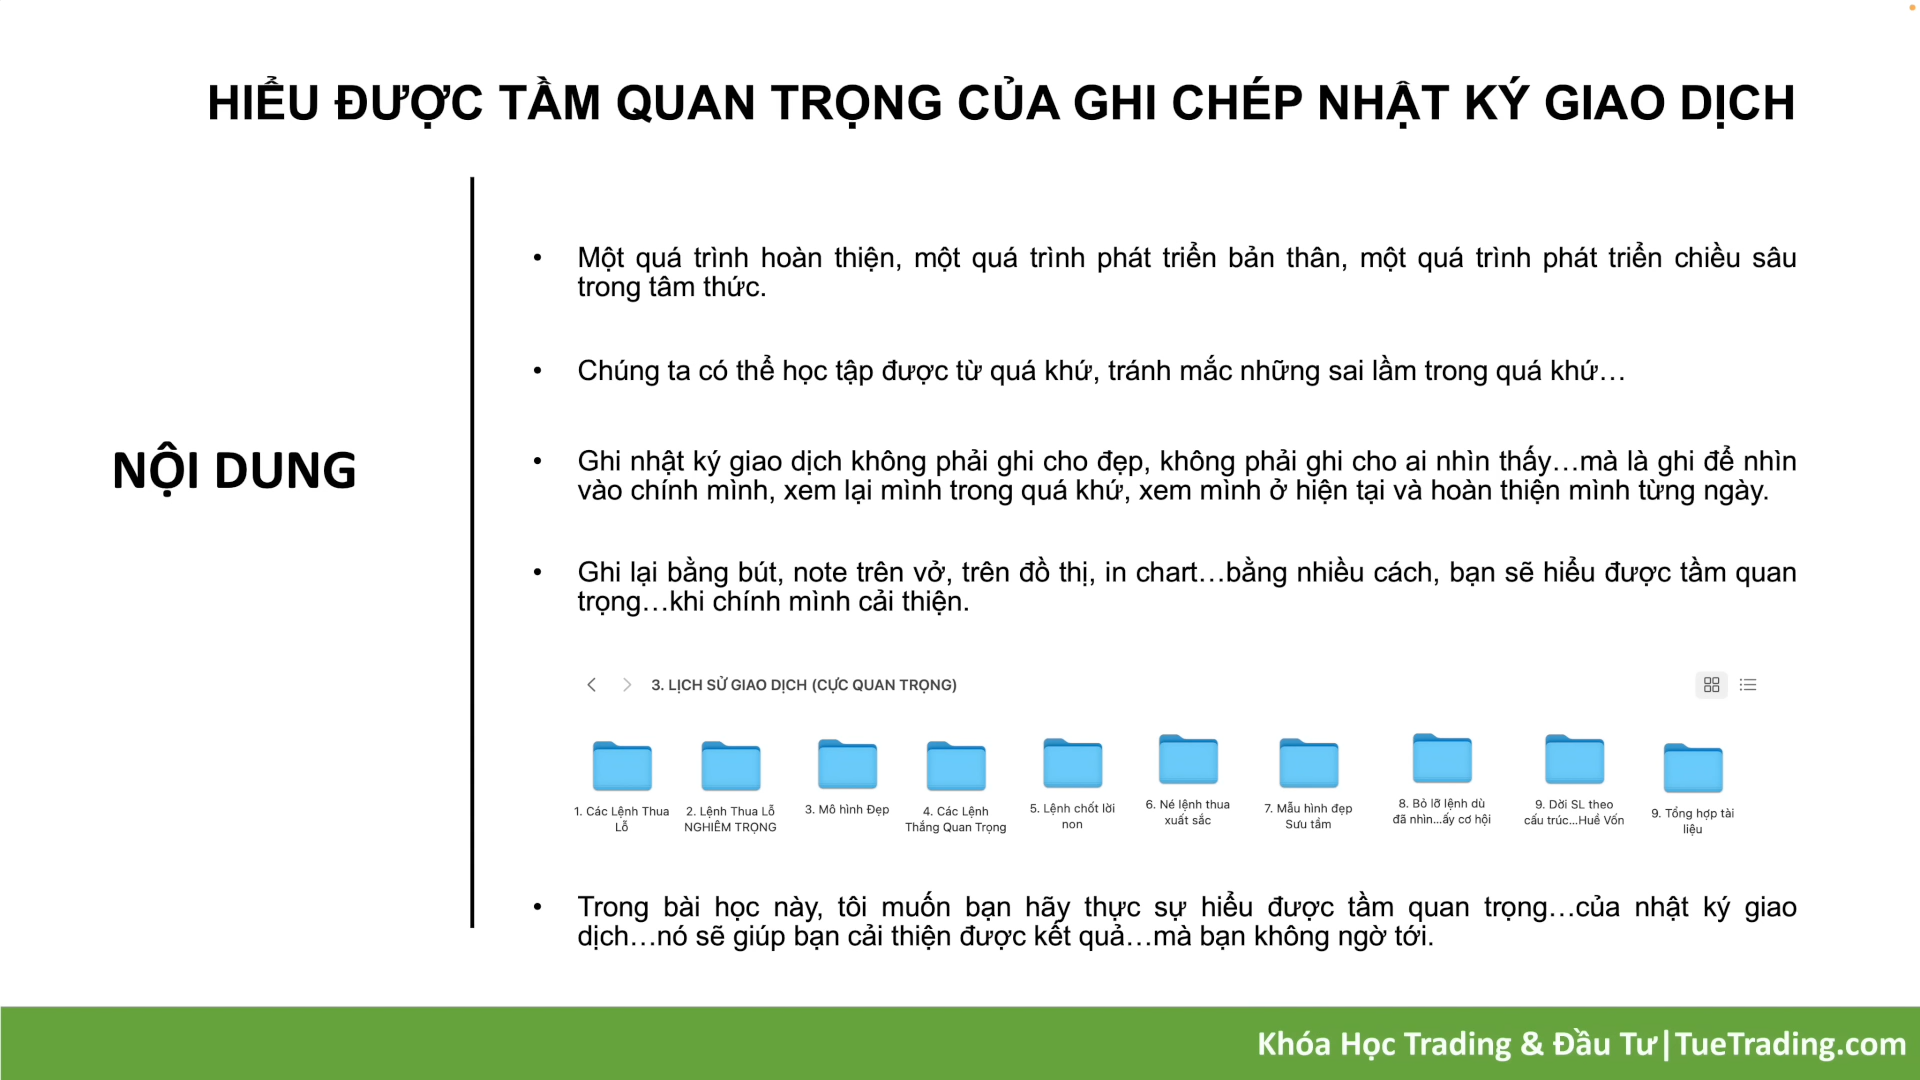 HIỂU ĐƯỢC TẦM QUAN TRỌNG CỦA GHI CHÉP NHẬT KÝ GIAO DỊCH
NỘI DUNG
• Một quá trình hoàn thiện, một quá trình phát triển bản thân, một quá trình phát triển chiều sâu
trong tâm thức.
• Chúng ta có thể học tập được từ quá khứ, tránh mắc những sai lầm trong quá khứ…
• Ghi nhật ký giao dịch không phải ghi cho đẹp, không phải ghi cho ai nhìn thấy…mà là ghi để nhìn
vào chính mình, xem lại mình trong quá khứ, xem mình ở hiện tại và hoàn thiện mình từng ngày.
• Ghi lại bằng bút, note trên vở, trên đồ thị, in chart…bằng nhiều cách, bạn sẽ hiểu được tầm quan
trọng…khi chính mình cải thiện.
3. LỊCH SỬ GIAO DỊCH (CỰC QUAN TRỌNG)
1. Các Lệnh Thua
Lỗ
2. Lệnh Thua Lỗ
NGHIÊM TRỌNG
3. Mô hình Đẹp
4. Các Lệnh
Thắng Quan Trọng
5. Lệnh chốt lời
non
6. Né lệnh thua
xuất sắc
7. Mẫu hình đẹp
Sưu tầm
8. Bỏ lỡ lệnh dù
đã nhìn...ấy cơ hội
9. Dời SL theo
cấu trúc...Huề Vốn
9. Tổng hợp tài
liệu
• Trong bài học này, tôi muốn bạn hãy thực sự hiểu được tầm quan trọng…của nhật ký giao
dịch…nó sẽ giúp bạn cải thiện được kết quả…mà bạn không ngờ tới.
Khóa Học Trading & Đầu Tư|TueTrading.com